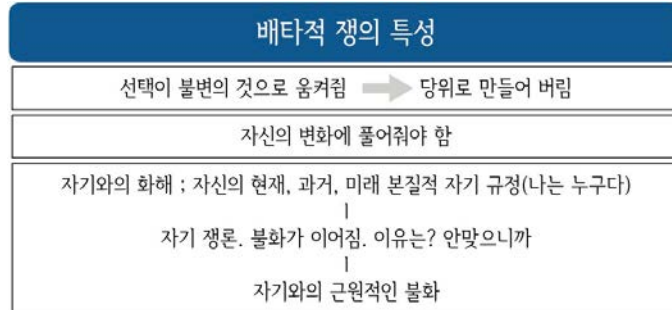 배타적 쟁의 특성
선택이 불변의 것으로 움켜쥠 당위로 만들어 버림
자신의 변화에 풀어줘야 함
자기와의 화해 ; 자신의 현재, 과거, 미래 본질적 자기 규정(나는 누구다)
자기 쟁론. 불화가 이어짐. 이유는? 안맞으니까
자기와의 근원적인 불화